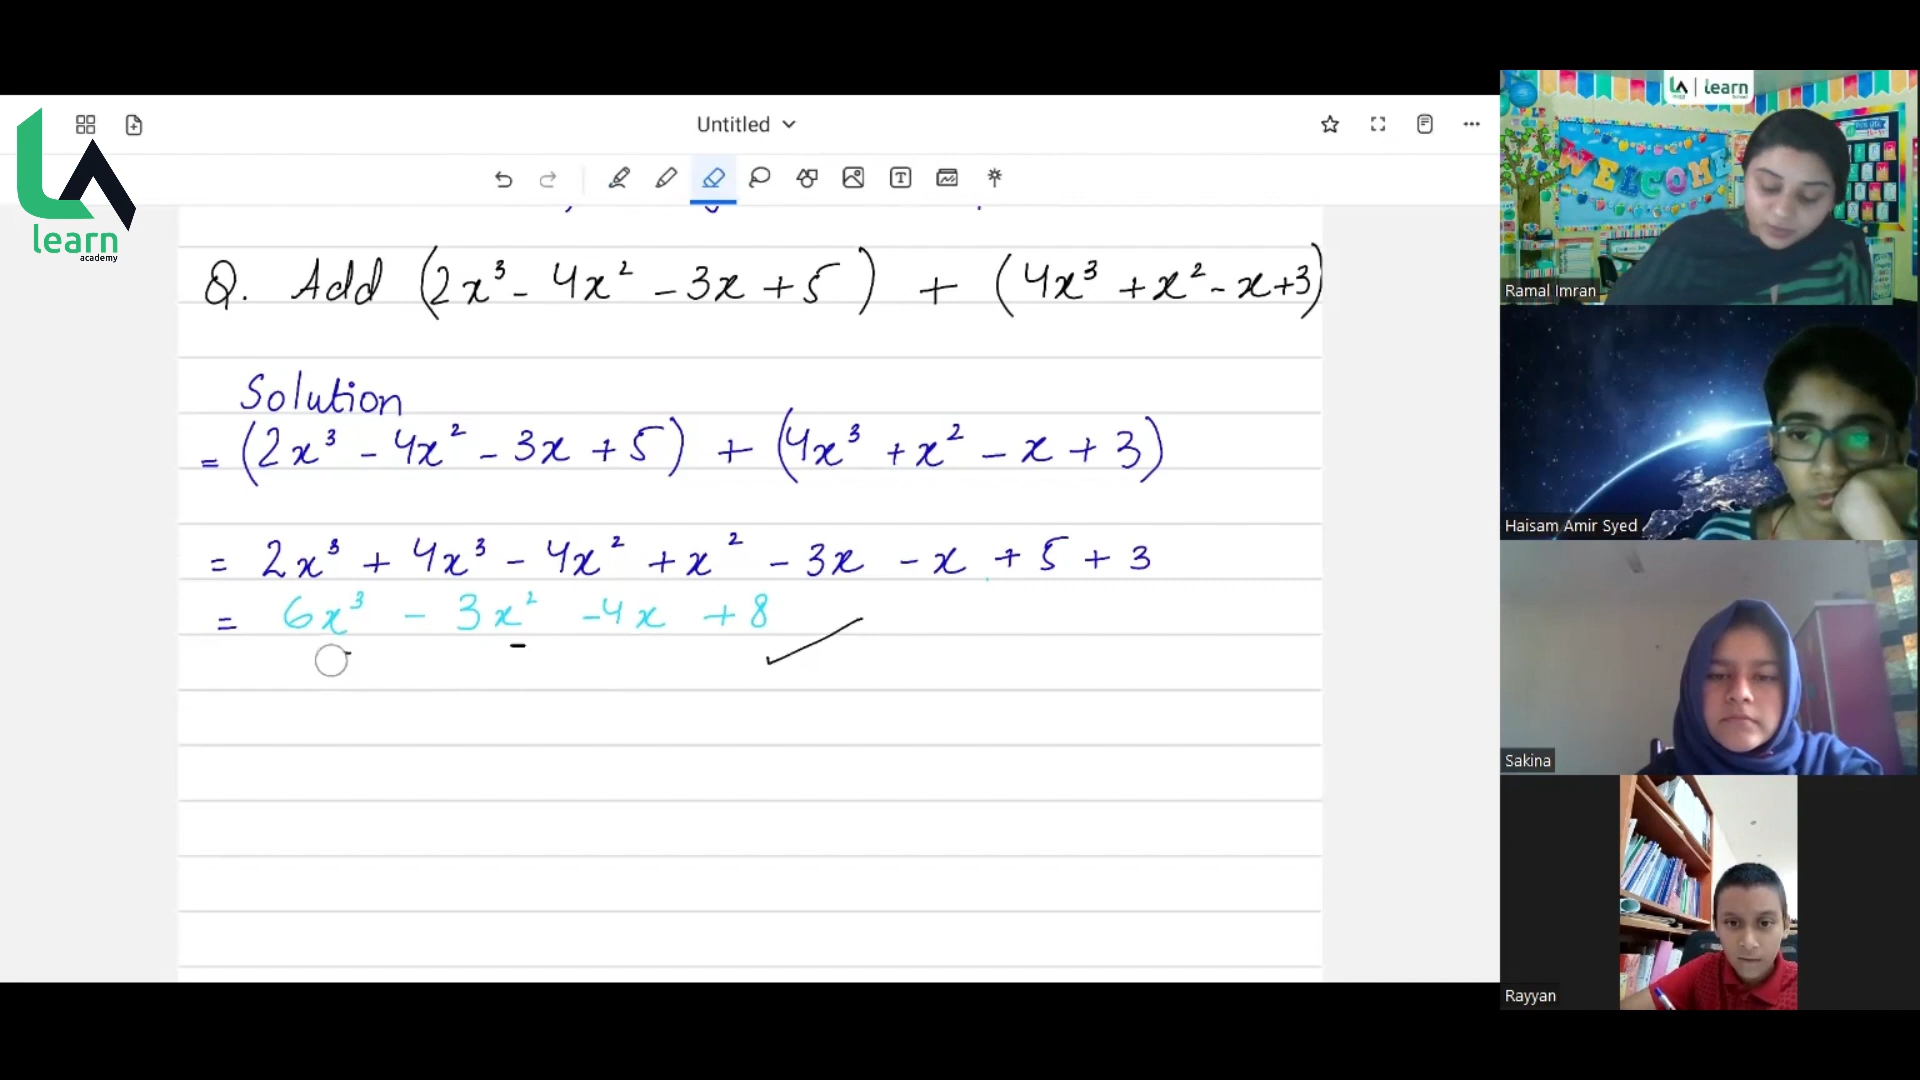 Untitled
learn
academy
Q. Add (2x³ - 4x² - 3x + 5) + (4x³ + x² - x + 3)
Solution
= (2x³ - 4x² - 3x + 5) + (4x³ + x² - x + 3)
= 2x³ + 4x³ - 4x² + x² - 3x - x + 5 + 3
= 6x³ - 3x² - 4x + 8
learn
WELCOME
Ramal Imran
Haisam Amir Syed
Sakina
Rayyan